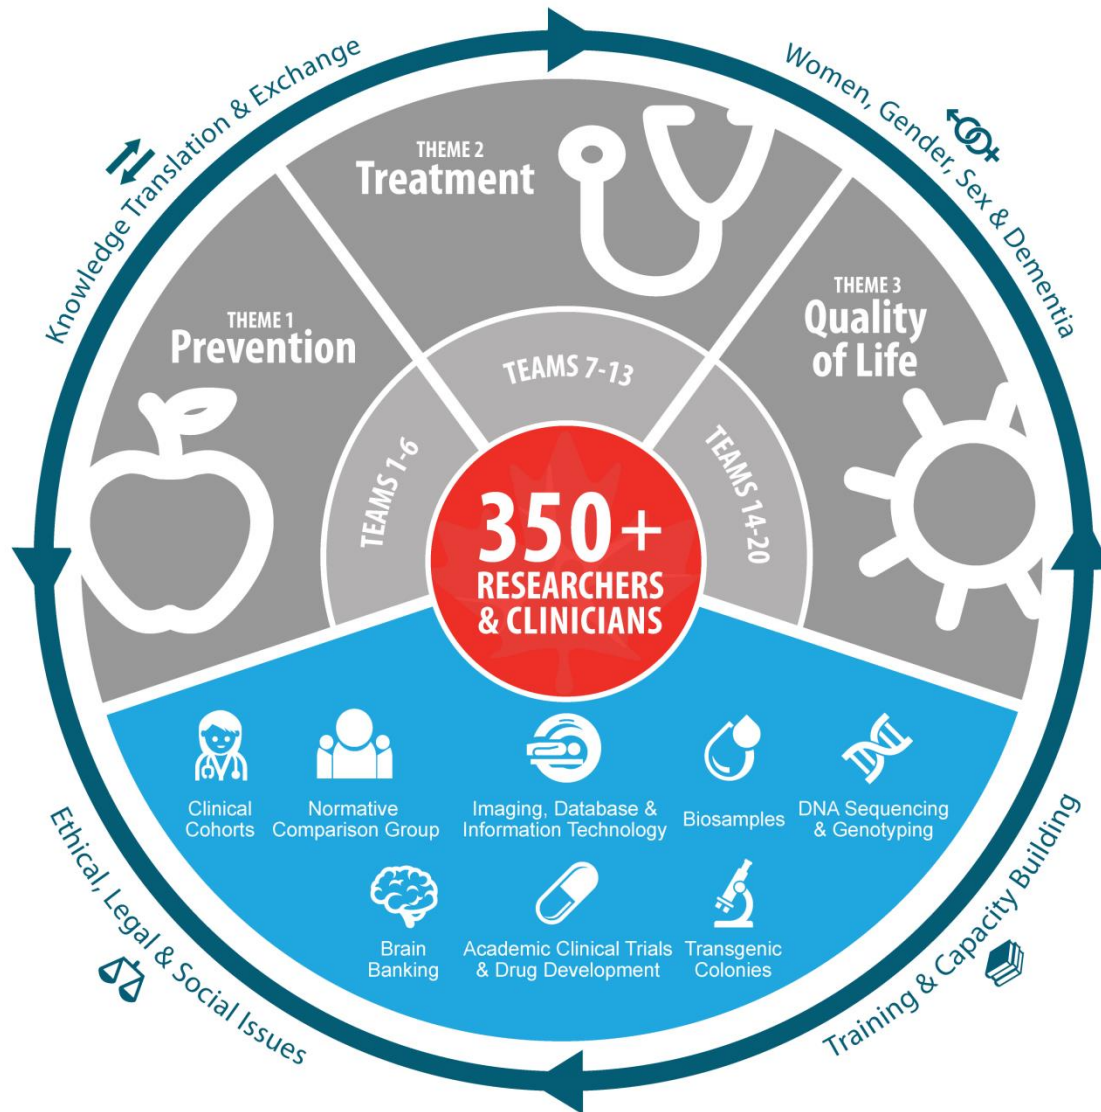 Knowledge Translation & Exchange
Women, Gender, Sex & Dementia
THEME 2
Treatment
THEME 1
Prevention
THEME 3
Quality
of Life
TEAMS 1-6
TEAMS 7-13
TEAMS 14-20
350+
RESEARCHERS
& CLINICIANS
Clinical
Cohorts
Normative
Comparison Group
Imaging, Database &
Information Technology
Biosamples
DNA Sequencing
& Genotyping
Brain
Banking
Academic Clinical Trials
& Drug Development
Transgenic
Colonies
Ethical, Legal & Social Issues
Training & Capacity Building